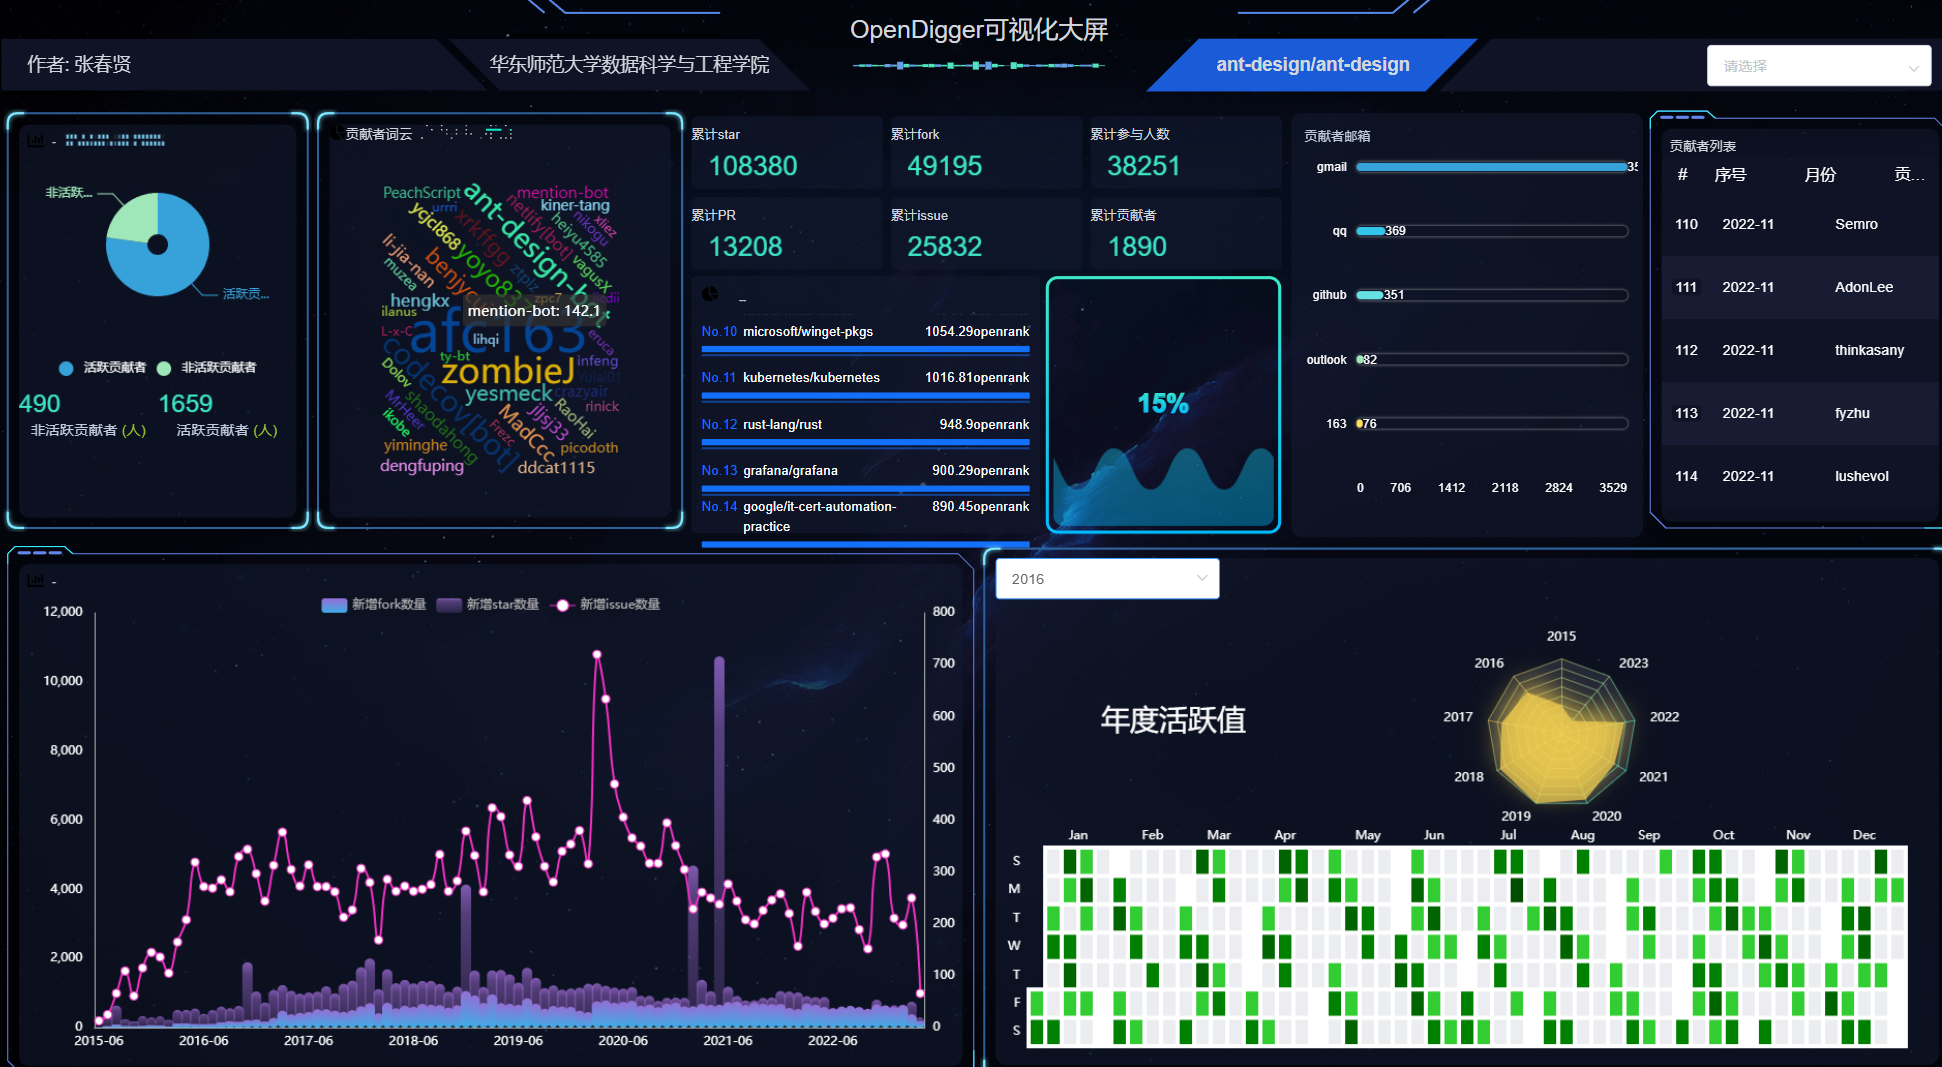 OpenDigger可视化大屏
作者: 张春贤
华东师范大学数据科学与工程学院
ant-design/ant-design
请选择
-
非活跃...
活跃贡...
活跃贡献者
非活跃贡献者
490
1659
非活跃贡献者 (人)
活跃贡献者 (人)
贡献者词云
PeachScript
ant-design-b
mention-bot
urrri
kiner-tang
ycjcl868
xrkffgg
netlify[bot]
nikogu
xliez
heiyu4585
li-jia-nan
benjyc
yoyo83
ztplz
vagusX
muzea
hengkx
zpc7
ilanus
mention-bot: 142.1
L-x-C
afc163
lihqi
eruca
codecov[bot]
ty-bt
infeng
Dolov
zombieJ
yesmeck
crazyair
MrHeer
shaodahong
MadCcc
jljsj33
RaoHai
rinick
ikobe
Frezc
yiminghe
picodoth
dengfuping
ddcat1115
累计star
108380
累计fork
49195
累计参与人数
38251
累计PR
13208
累计issue
25832
累计贡献者
1890
No.10 microsoft/winget-pkgs 1054.29openrank
No.11 kubernetes/kubernetes 1016.81openrank
No.12 rust-lang/rust 948.9openrank
No.13 grafana/grafana 900.29openrank
No.14 google/it-cert-automation-practice 890.45openrank
15%
贡献者邮箱
gmail 35
qq 369
github 351
outlook 82
163 76
0 706 1412 2118 2824 3529
贡献者列表
# 序号 月份 贡...
110 2022-11 Semro
111 2022-11 AdonLee
112 2022-11 thinkasany
113 2022-11 fyzhu
114 2022-11 lushevol
-
新增fork数量 新增star数量 新增issue数量
12,000
10,000
8,000
6,000
4,000
2,000
0
800
700
600
500
400
300
200
100
0
2015-06 2016-06 2017-06 2018-06 2019-06 2020-06 2021-06 2022-06
2016
年度活跃值
2015
2016
2023
2017
2022
2018
2021
2019
2020
Jan Feb Mar Apr May Jun Jul Aug Sep Oct Nov Dec
S
M
T
W
T
F
S